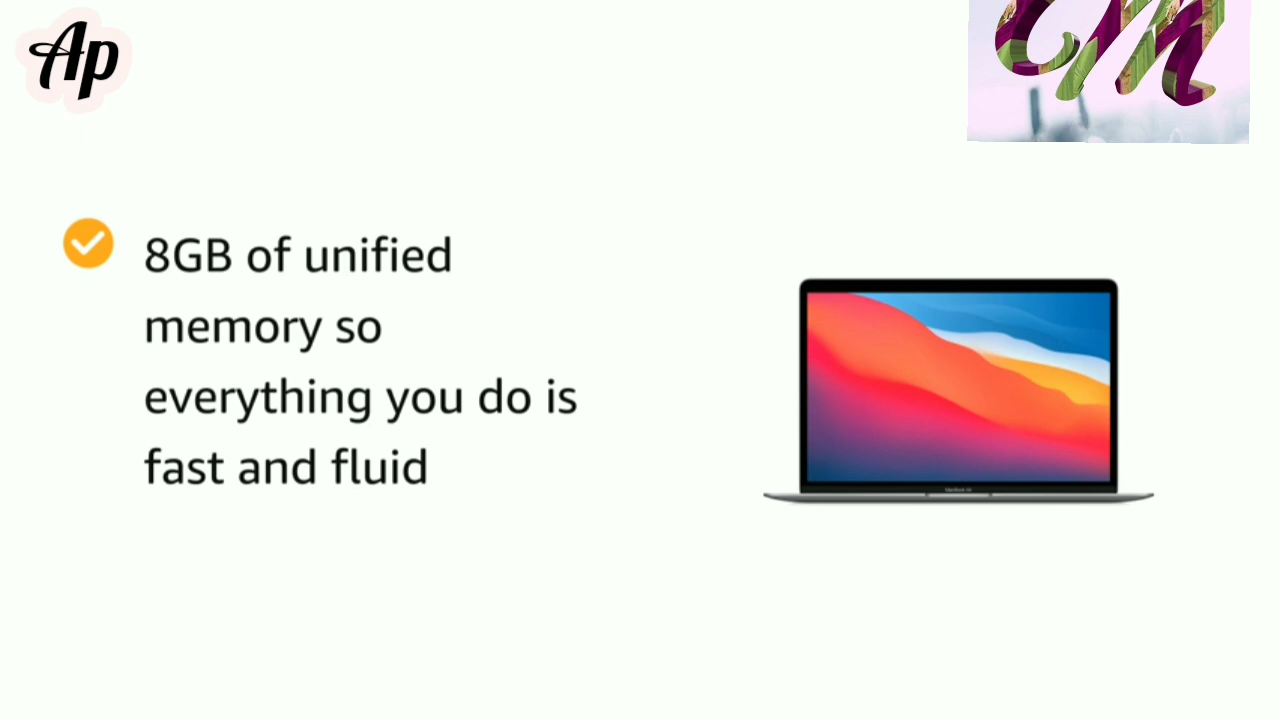 Ap
M
8GB of unified
memory so
everything you do is
fast and fluid